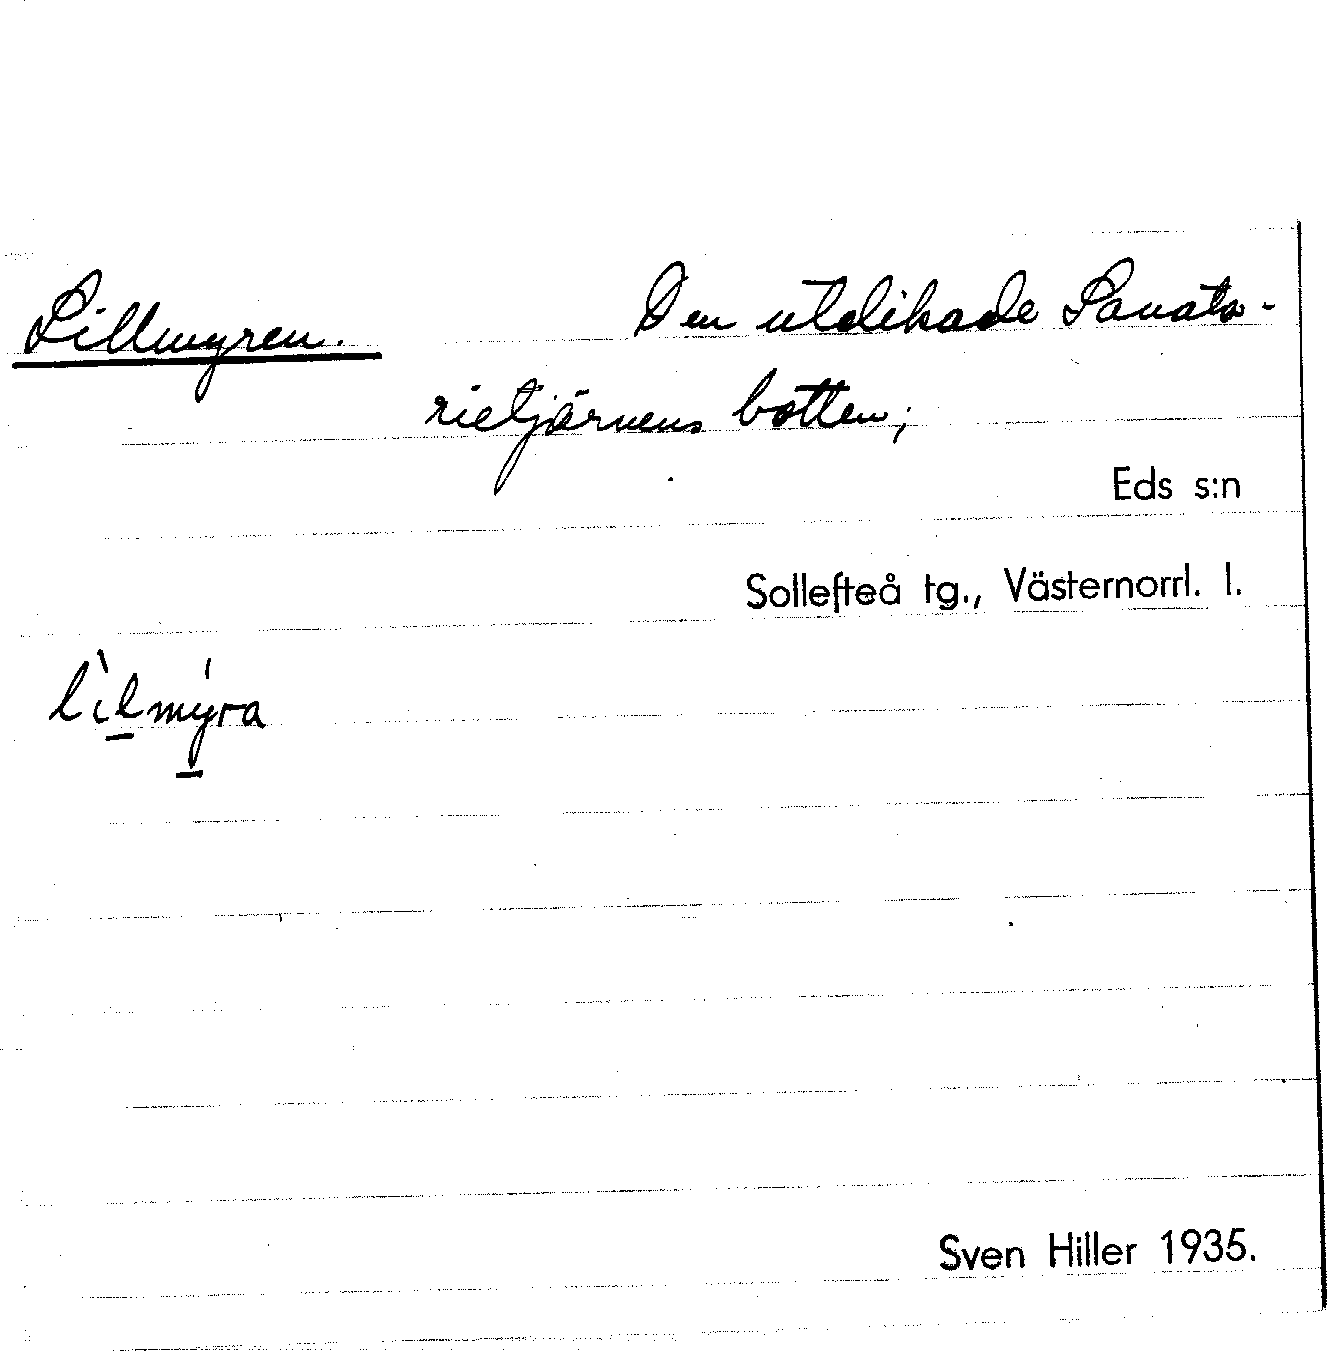 Lillmyren. Den utdikade Sanato-
rietjärnens botten;
Eds s:n
Sollefteå tg., Västernorrl. l.
lìlmýra
Sven Hiller 1935.